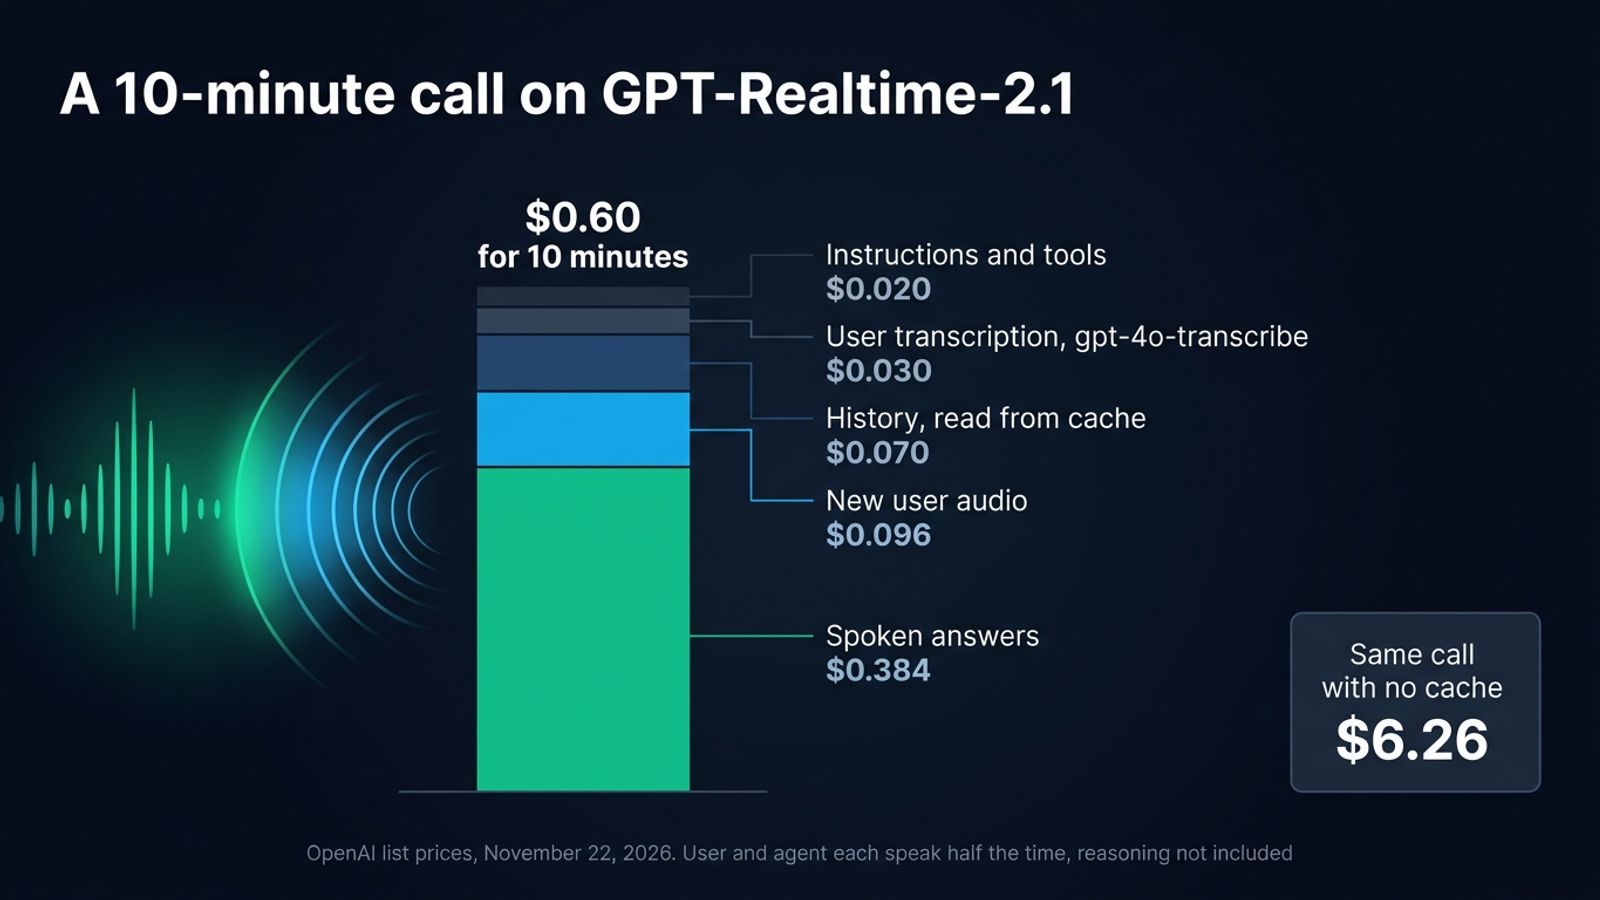 A 10-minute call on GPT-Realtime-2.1
$0.60
for 10 minutes
Instructions and tools
$0.020
User transcription, gpt-4o-transcribe
$0.030
History, read from cache
$0.070
New user audio
$0.096
Spoken answers
$0.384
Same call
with no cache
$6.26
OpenAI list prices, November 22, 2026. User and agent each speak half the time, reasoning not included